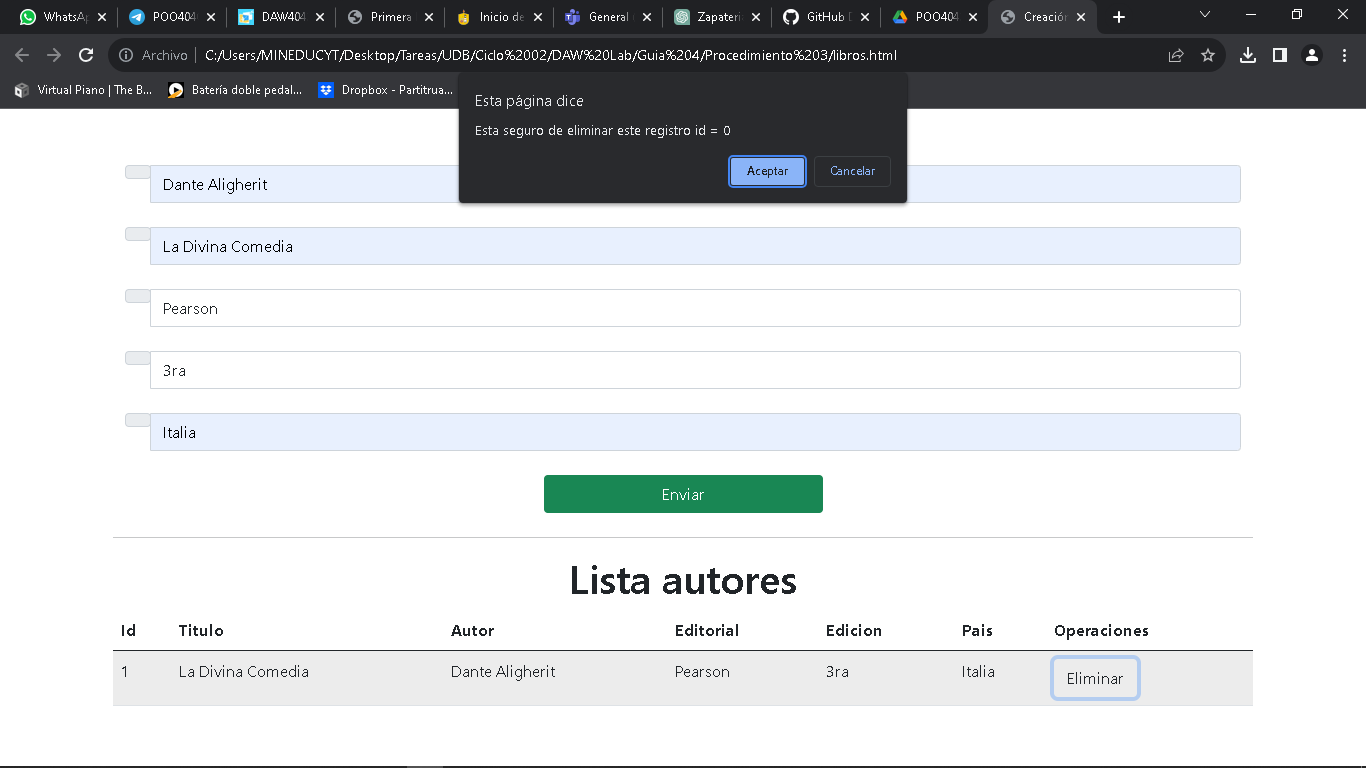 WhatsAp
POO404
DAW404
Primera
Inicio de
General
Zapaterí
GitHub D
POO404
Creación
Archivo
C:/Users/MINEDUCYT/Desktop/Tareas/UDB/Ciclo%2002/DAW%20Lab/Guia%204/Procedimiento%203/libros.html
Virtual Piano | The B...
Batería doble pedal...
Dropbox - Partitrua...
Esta página dice
Esta seguro de eliminar este registro id = 0
Aceptar
Cancelar
Dante Aligherit
La Divina Comedia
Pearson
3ra
Italia
Enviar
Lista autores
Id Titulo Autor Editorial Edicion Pais Operaciones
1 La Divina Comedia Dante Aligherit Pearson 3ra Italia Eliminar